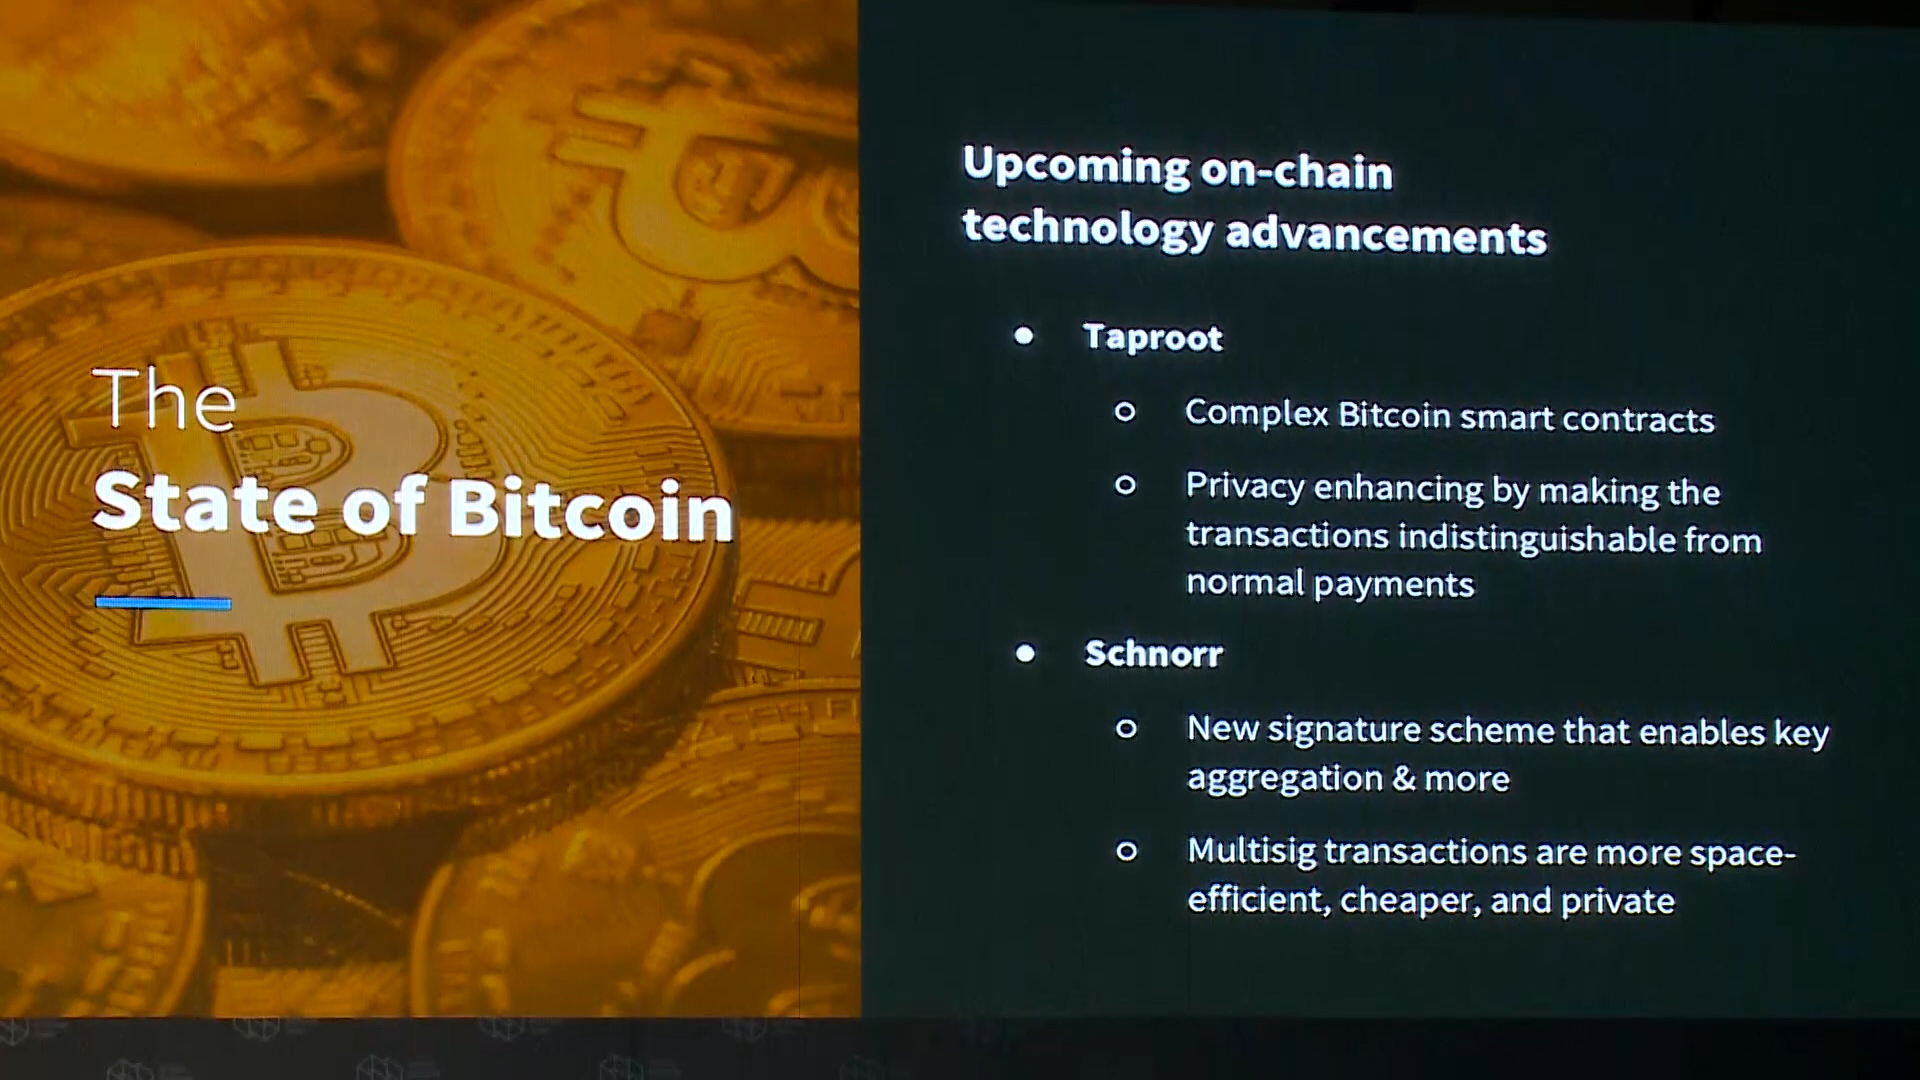 The
State of Bitcoin
Upcoming on-chain
technology advancements
● Taproot
○ Complex Bitcoin smart contracts
○ Privacy enhancing by making the
transactions indistinguishable from
normal payments
● Schnorr
○ New signature scheme that enables key
aggregation & more
○ Multisig transactions are more space-
efficient, cheaper, and private